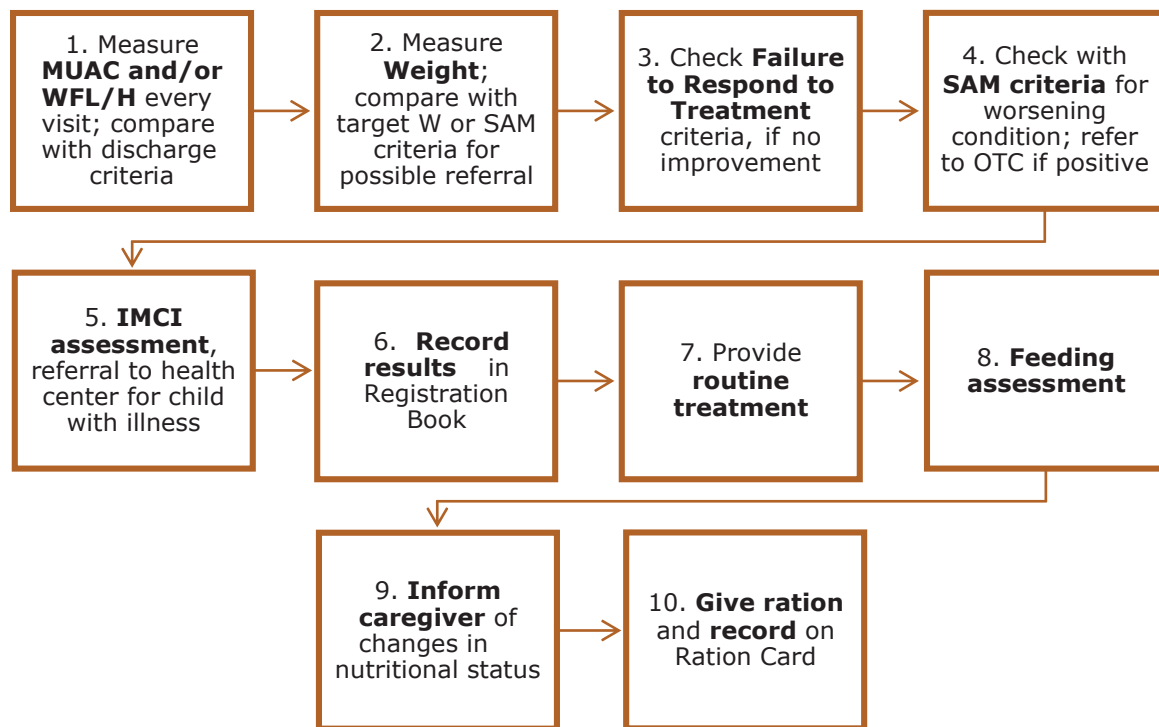 1. Measure
MUAC and/or
WFL/H every
visit; compare
with discharge
criteria
2. Measure
Weight;
compare with
target W or SAM
criteria for
possible referral
3. Check Failure
to Respond to
Treatment
criteria, if no
improvement
4. Check with
SAM criteria for
worsening
condition; refer
to OTC if positive
5. IMCI
assessment,
referral to health
center for child
with illness
6. Record
results in
Registration
Book
7. Provide
routine
treatment
8. Feeding
assessment
9. Inform
caregiver of
changes in
nutritional status
10. Give ration
and record on
Ration Card